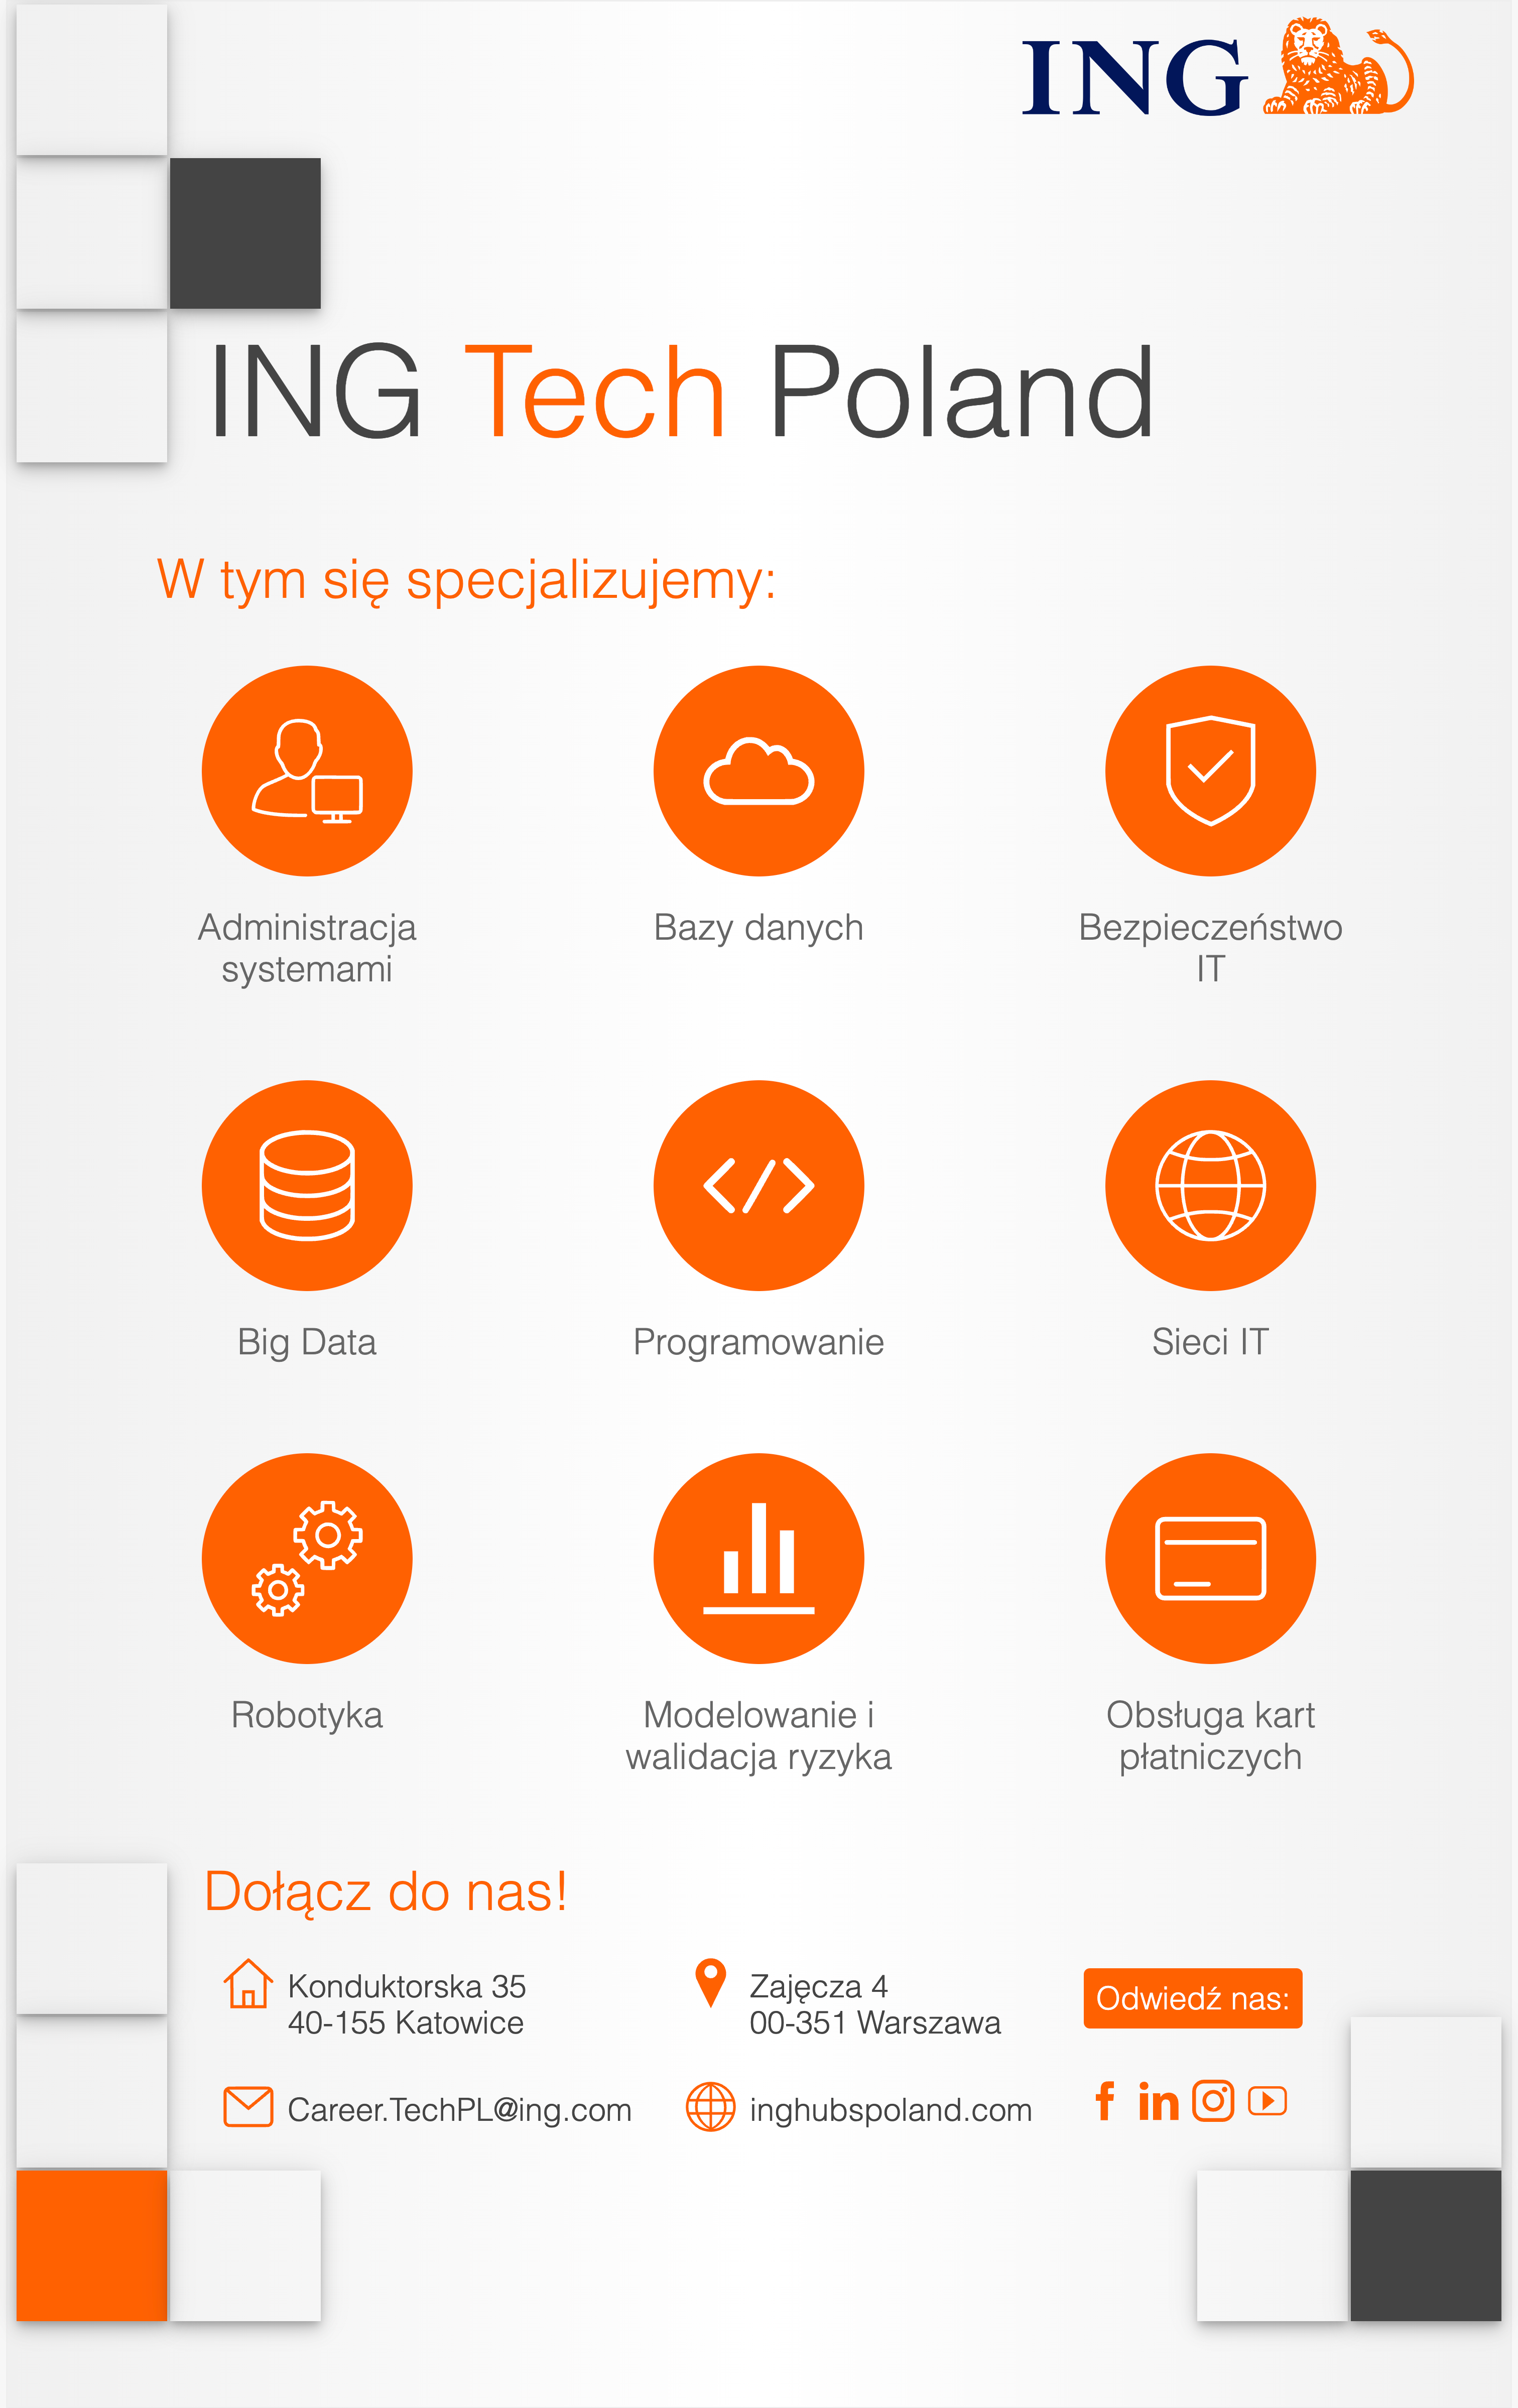 ING
ING Tech Poland
W tym się specjalizujemy:
Administracja
systemami
Bazy danych
Bezpieczeństwo
IT
Big Data
Programowanie
Sieci IT
Robotyka
Modelowanie i
walidacja ryzyka
Obsługa kart
płatniczych
Dołącz do nas!
Konduktorska 35
40-155 Katowice
Zajęcza 4
00-351 Warszawa
Odwiedź nas:
Career.TechPL@ing.com
inghubspoland.com